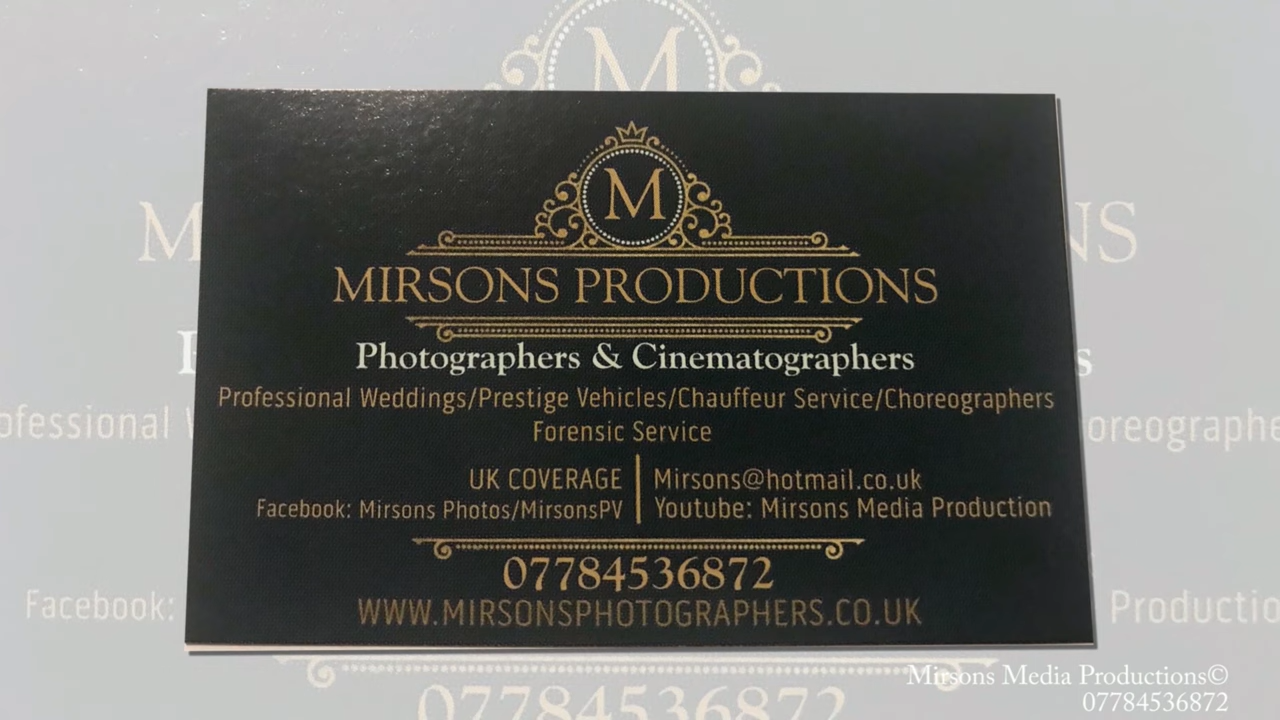 M
MIRSONS PRODUCTIONS
Photographers & Cinematographers
Professional Weddings/Prestige Vehicles/Chauffeur Service/Choreographers
Forensic Service
UK COVERAGE
Facebook: Mirsons Photos/MirsonsPV
Mirsons@hotmail.co.uk
Youtube: Mirsons Media Production
07784536872
WWW.MIRSONSPHOTOGRAPHERS.CO.UK
Mirsons Media Productions©
07784536872